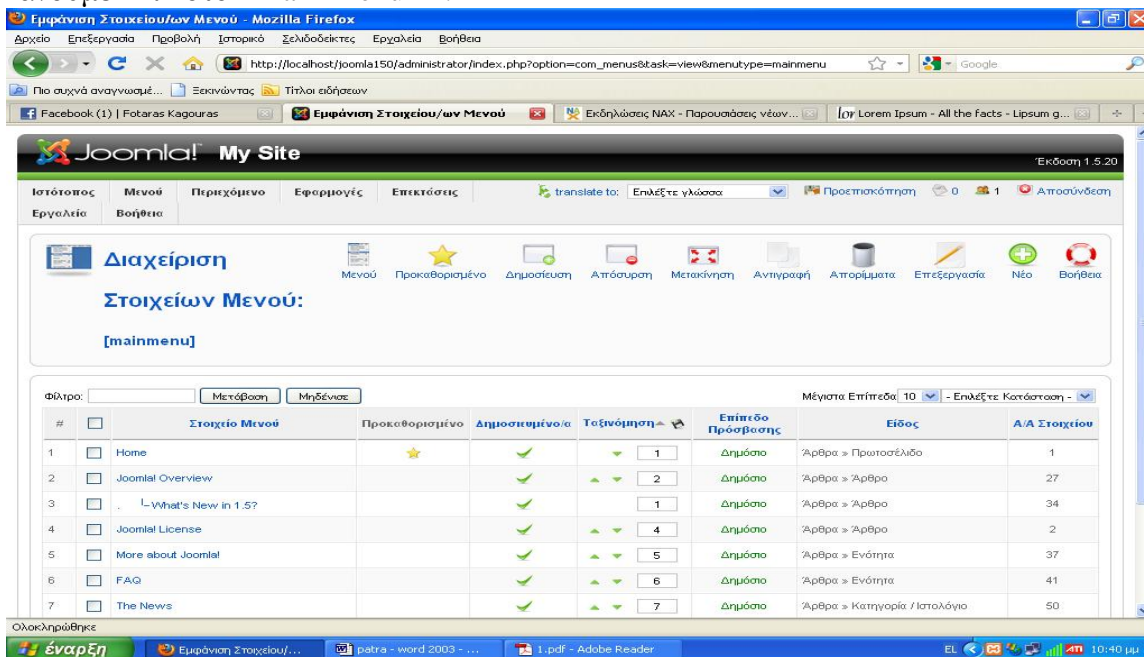 Εμφάνιση Στοιχείου/ων Μενού - Mozilla Firefox
Αρχείο Επεξεργασία Προβολή Ιστορικό Σελιδοδείκτες Εργαλεία Βοήθεια
http://localhost/joomla150/administrator/index.php?option=com_menus&task=view&menutype=mainmenu
Google
Πιο συχνά αναγνωσμέ... Ξεκινώντας Τίτλοι ειδήσεων
Facebook (1) | Fotaras Kagouras
Εμφάνιση Στοιχείου/ων Μενού
Εκδηλώσεις ΝΑΧ - Παρουσιάσεις νέων...
Lorem Ipsum - All the facts - Lipsum g...
Joomla! My Site
Έκδοση 1.5.20
Ιστότοπος Μενού Περιεχόμενο Εφαρμογές Επεκτάσεις
translate to: Επιλέξτε γλώσσα
Προεπισκόπηση 0 1 Αποσύνδεση
Εργαλεία Βοήθεια
Διαχείριση
Στοιχείων Μενού:
[mainmenu]
Μενού Προκαθορισμένο Δημοσίευση Απόσυρση Μετακίνηση Αντιγραφή Απορίμματα Επεξεργασία Νέο Βοήθεια
Φίλτρο: Μετάβαση Μηδένισε
Μέγιστα Επίπεδα 10 - Επιλέξτε Κατάσταση -
# Στοιχείο Μενού Προκαθορισμένο Δημοσιευμένο/α Ταξινόμηση Επίπεδο Πρόσβασης Είδος Α/Α Στοιχείου
1 Home 1 Δημόσιο Άρθρα » Πρωτοσέλιδο 1
2 Joomla! Overview 2 Δημόσιο Άρθρα » Άρθρο 27
3 . What's New in 1.5? 1 Δημόσιο Άρθρα » Άρθρο 34
4 Joomla! License 4 Δημόσιο Άρθρα » Άρθρο 2
5 More about Joomla! 5 Δημόσιο Άρθρα » Ενότητα 37
6 FAQ 6 Δημόσιο Άρθρα » Ενότητα 41
7 The News 7 Δημόσιο Άρθρα » Κατηγορία / Ιστολόγιο 50
Ολοκληρώθηκε
έναρξη
Εμφάνιση Στοιχείου/...
patra - word 2003 - ...
1.pdf - Adobe Reader
EL
10:40 μμ